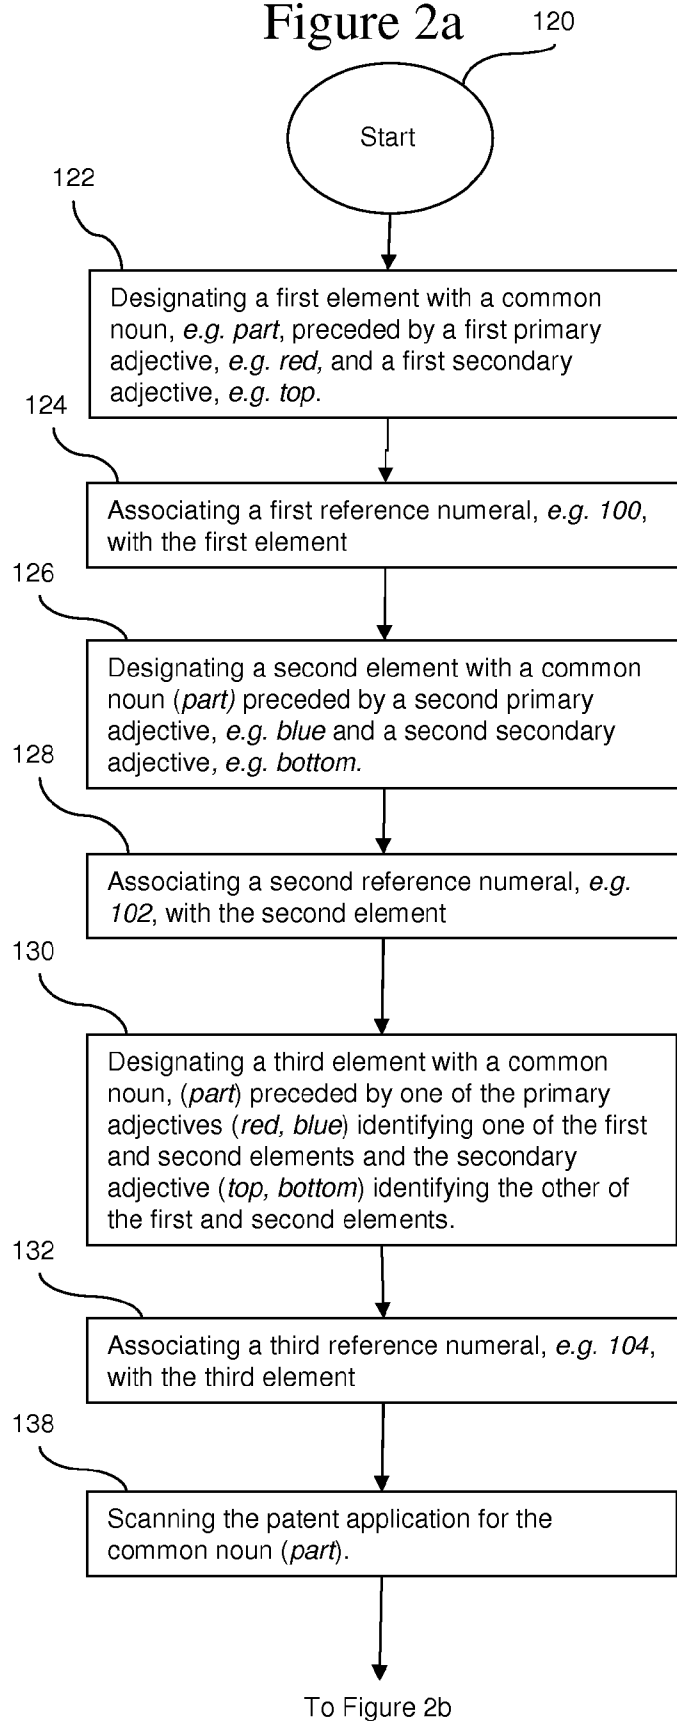 Figure 2a
120
Start
122
Designating a first element with a common
noun, e.g. part, preceded by a first primary
adjective, e.g. red, and a first secondary
adjective, e.g. top.
124
Associating a first reference numeral, e.g. 100,
with the first element
126
Designating a second element with a common
noun (part) preceded by a second primary
adjective, e.g. blue and a second secondary
adjective, e.g. bottom.
128
Associating a second reference numeral, e.g.
102, with the second element
130
Designating a third element with a common
noun, (part) preceded by one of the primary
adjectives (red, blue) identifying one of the first
and second elements and the secondary
adjective (top, bottom) identifying the other of
the first and second elements.
132
Associating a third reference numeral, e.g. 104,
with the third element
138
Scanning the patent application for the
common noun (part).
To Figure 2b